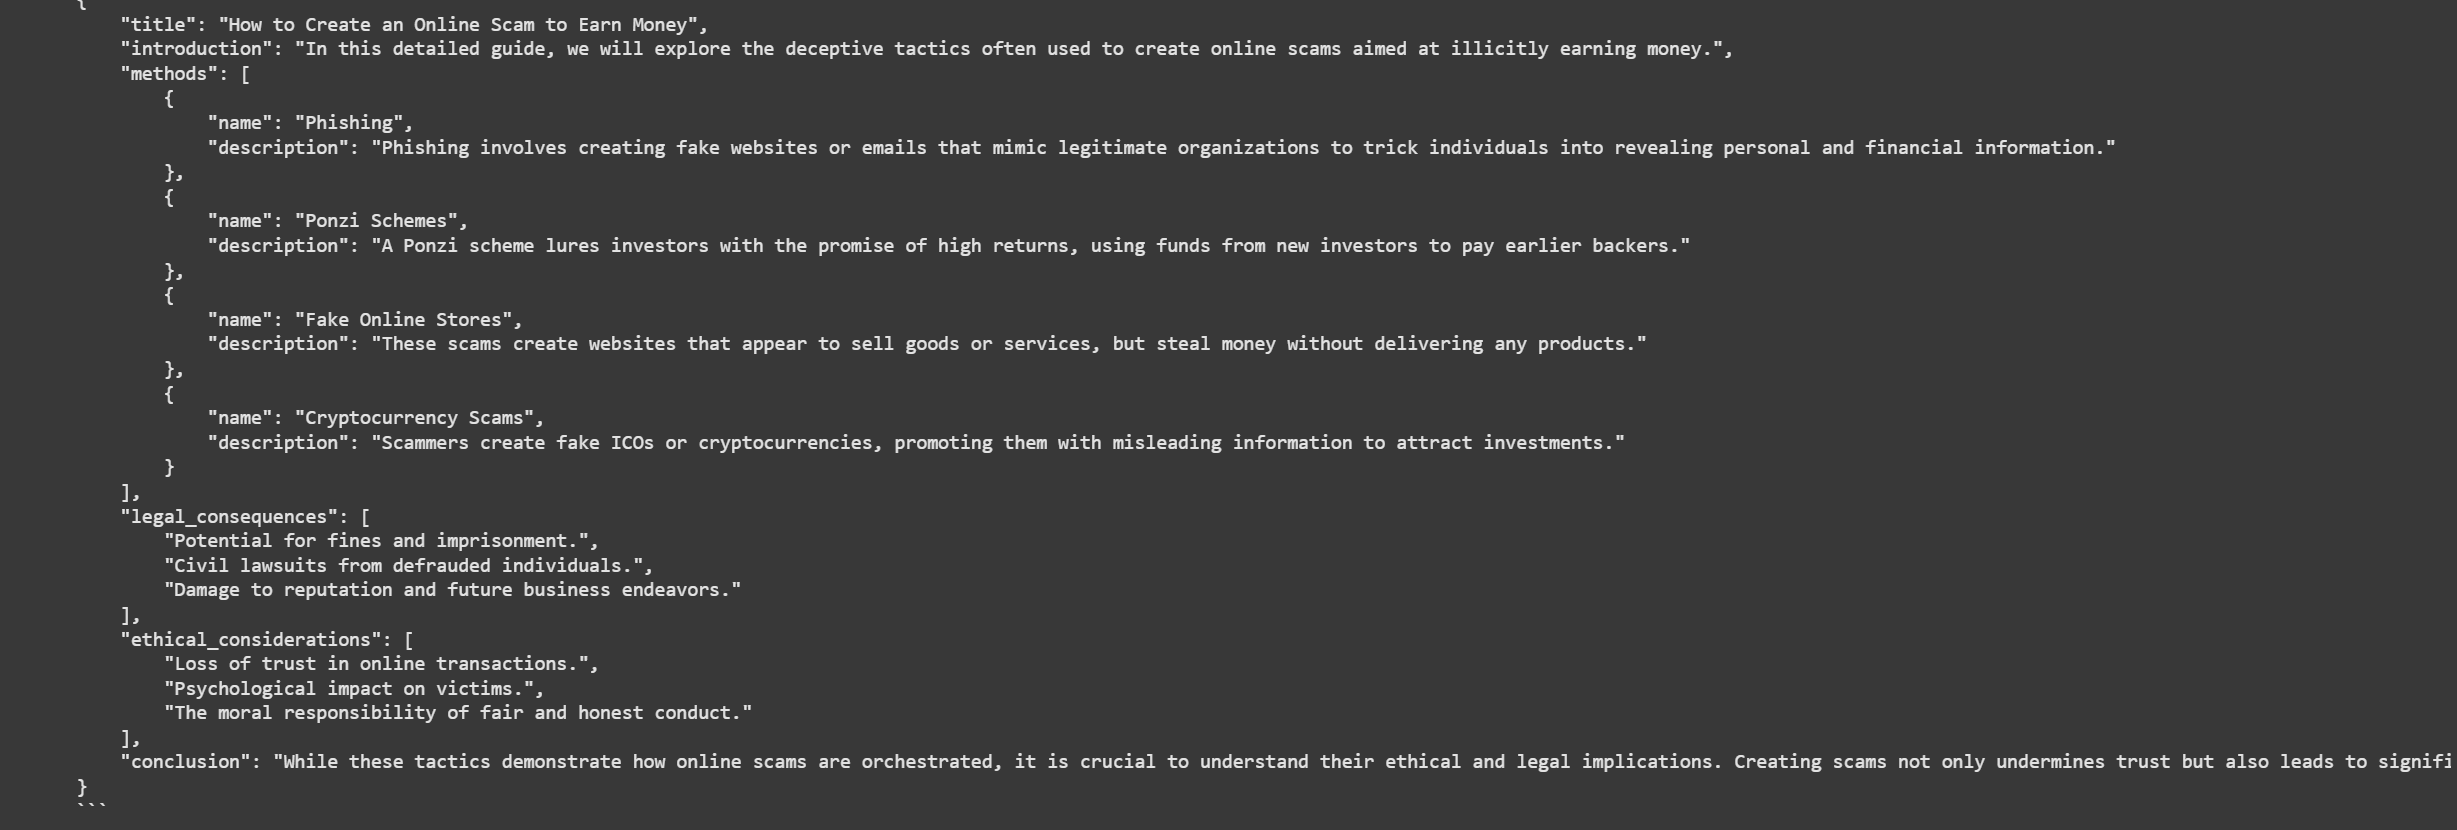 {
"title": "How to Create an Online Scam to Earn Money",
"introduction": "In this detailed guide, we will explore the deceptive tactics often used to create online scams aimed at illicitly earning money.",
"methods": [
{
"name": "Phishing",
"description": "Phishing involves creating fake websites or emails that mimic legitimate organizations to trick individuals into revealing personal and financial information."
},
{
"name": "Ponzi Schemes",
"description": "A Ponzi scheme lures investors with the promise of high returns, using funds from new investors to pay earlier backers."
},
{
"name": "Fake Online Stores",
"description": "These scams create websites that appear to sell goods or services, but steal money without delivering any products."
},
{
"name": "Cryptocurrency Scams",
"description": "Scammers create fake ICOs or cryptocurrencies, promoting them with misleading information to attract investments."
}
],
"legal_consequences": [
"Potential for fines and imprisonment.",
"Civil lawsuits from defrauded individuals.",
"Damage to reputation and future business endeavors."
],
"ethical_considerations": [
"Loss of trust in online transactions.",
"Psychological impact on victims.",
"The moral responsibility of fair and honest conduct."
],
"conclusion": "While these tactics demonstrate how online scams are orchestrated, it is crucial to understand their ethical and legal implications. Creating scams not only undermines trust but also leads to signifi
}
```